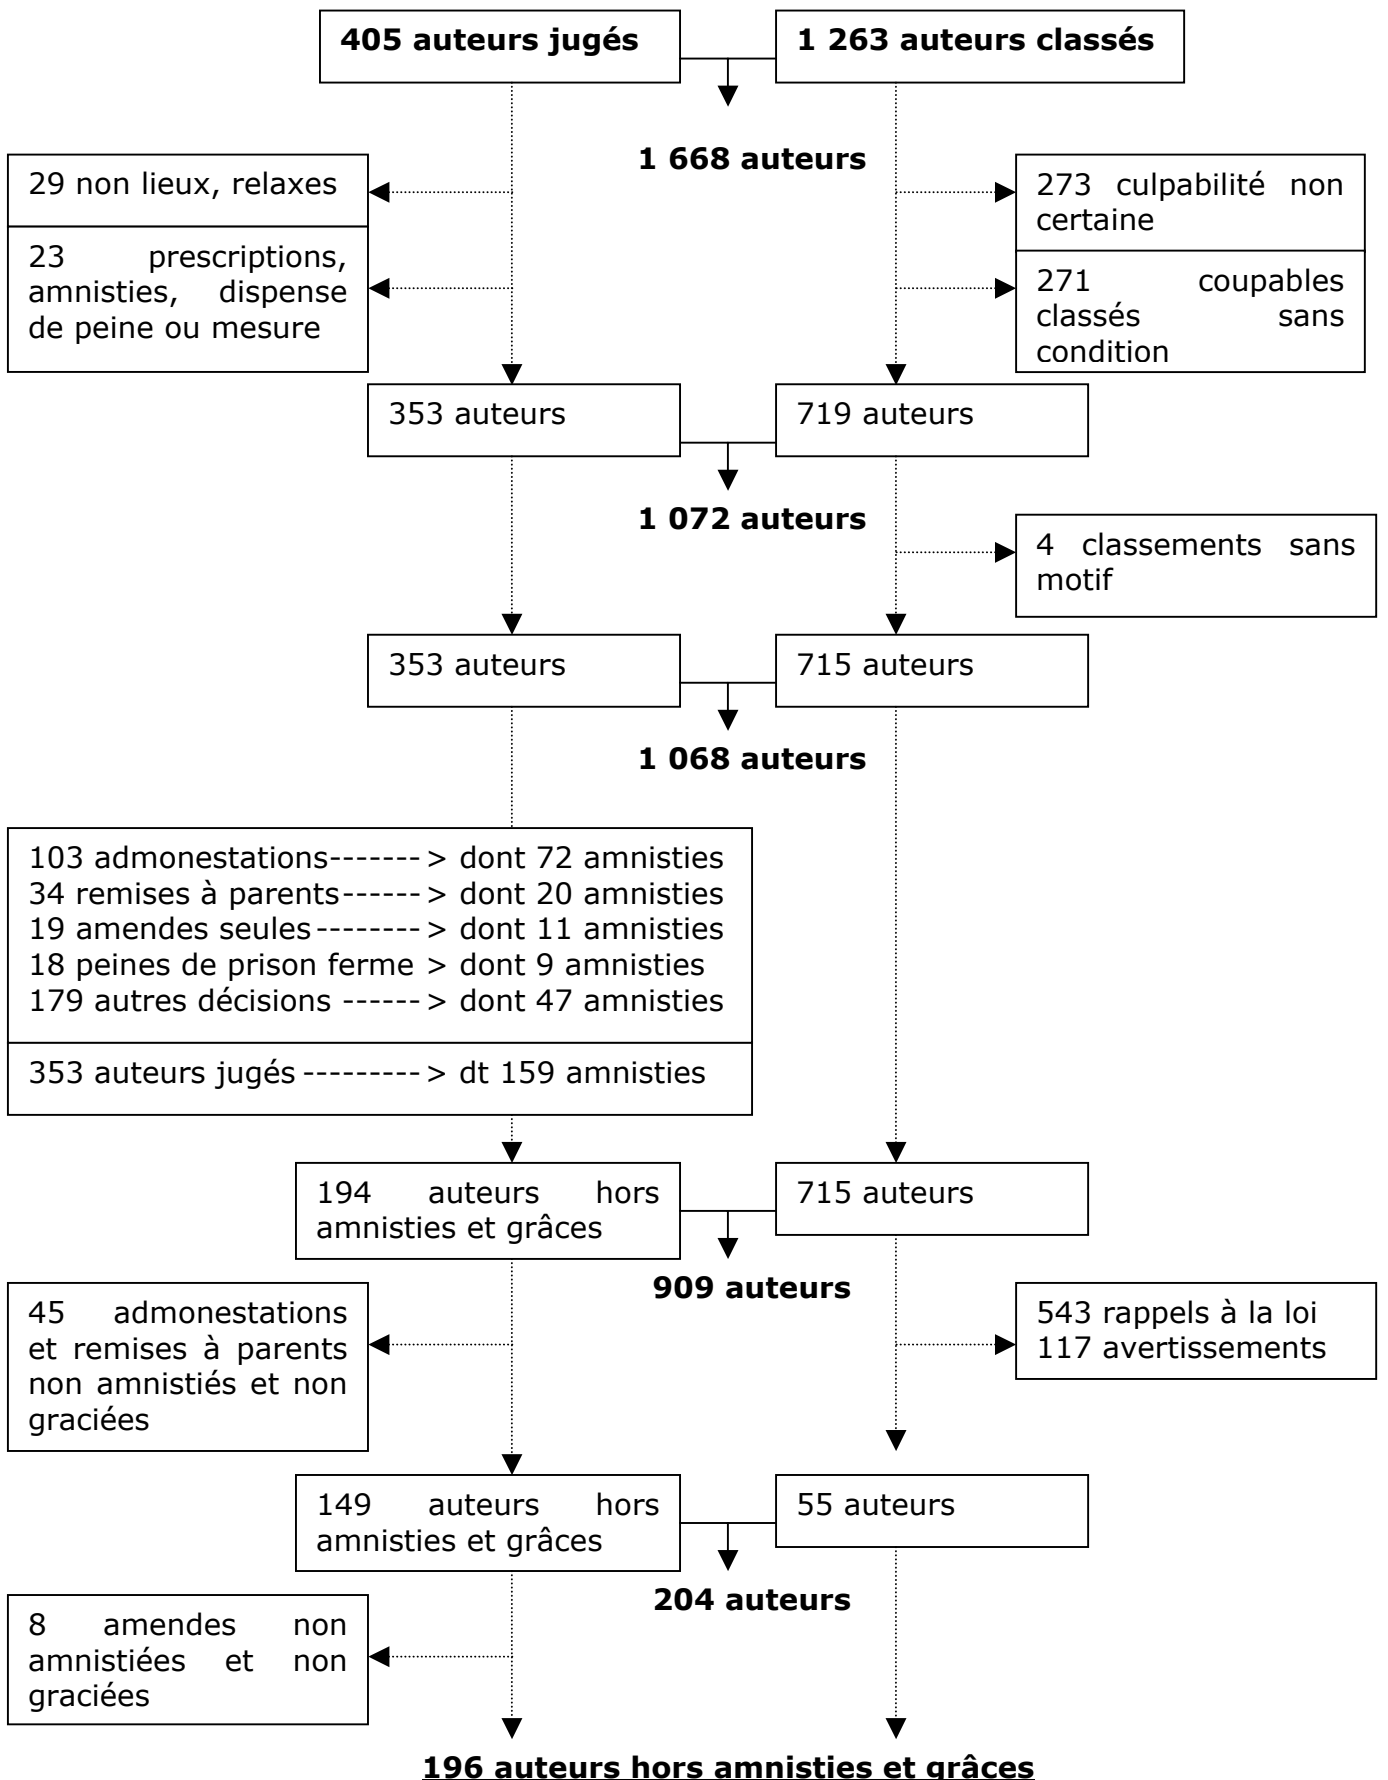 405 auteurs jugés
1 263 auteurs classés
1 668 auteurs
29 non lieux, relaxes
23 prescriptions,
amnisties, dispense
de peine ou mesure
273 culpabilité non
certaine
271 coupables
classés sans
condition
353 auteurs
719 auteurs
1 072 auteurs
4 classements sans
motif
353 auteurs
715 auteurs
1 068 auteurs
103 admonestations-------> dont 72 amnisties
34 remises à parents------> dont 20 amnisties
19 amendes seules--------> dont 11 amnisties
18 peines de prison ferme > dont 9 amnisties
179 autres décisions ------> dont 47 amnisties
353 auteurs jugés ---------> dt 159 amnisties
194 auteurs hors
amnisties et grâces
715 auteurs
909 auteurs
45 admonestations
et remises à parents
non amnistiés et non
graciées
543 rappels à la loi
117 avertissements
149 auteurs hors
amnisties et grâces
55 auteurs
204 auteurs
8 amendes non
amnistiées et non
graciées
196 auteurs hors amnisties et grâces